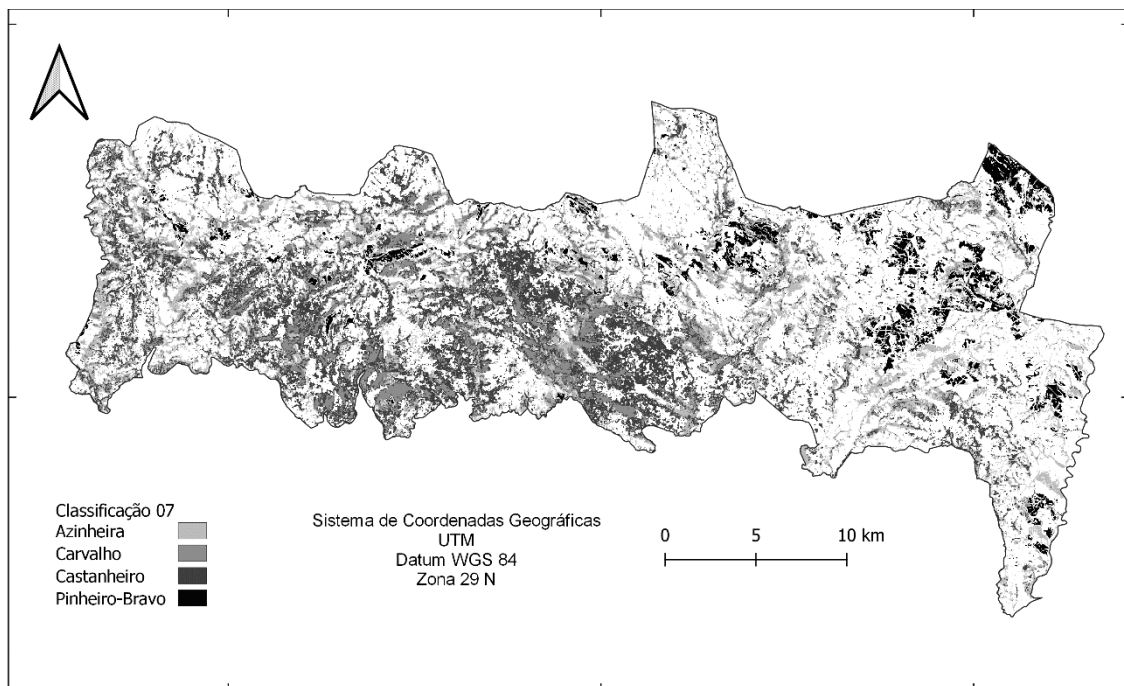 Classificação 07
Azinheira
Carvalho
Castanheiro
Pinheiro-Bravo
Sistema de Coordenadas Geográficas
UTM
Datum WGS 84
Zona 29 N
0 5 10 km